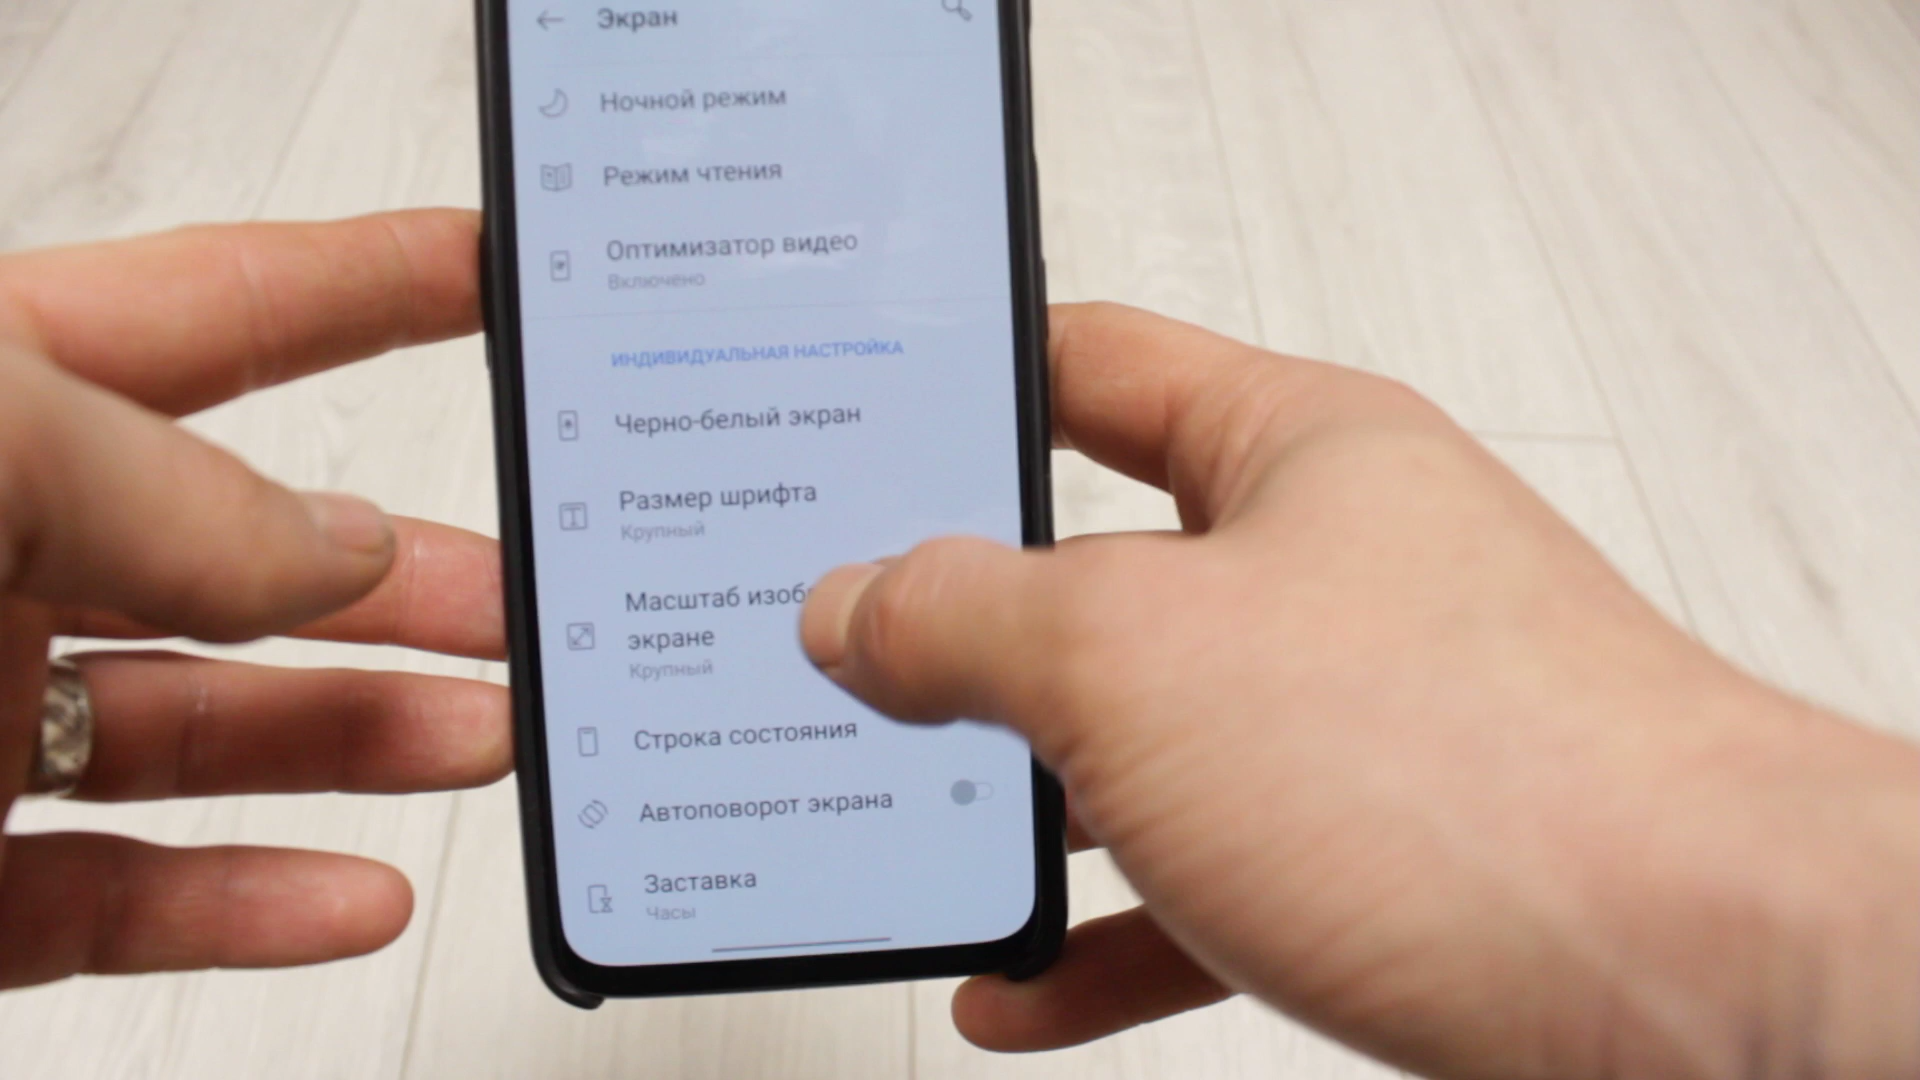 Экран
Ночной режим
Режим чтения
Оптимизатор видео
Включено
ИНДИВИДУАЛЬНАЯ НАСТРОЙКА
Черно-белый экран
Размер шрифта
Крупный
Масштаб
экране
Крупный
Строка состояния
Автоповорот экрана
Заставка
Часы